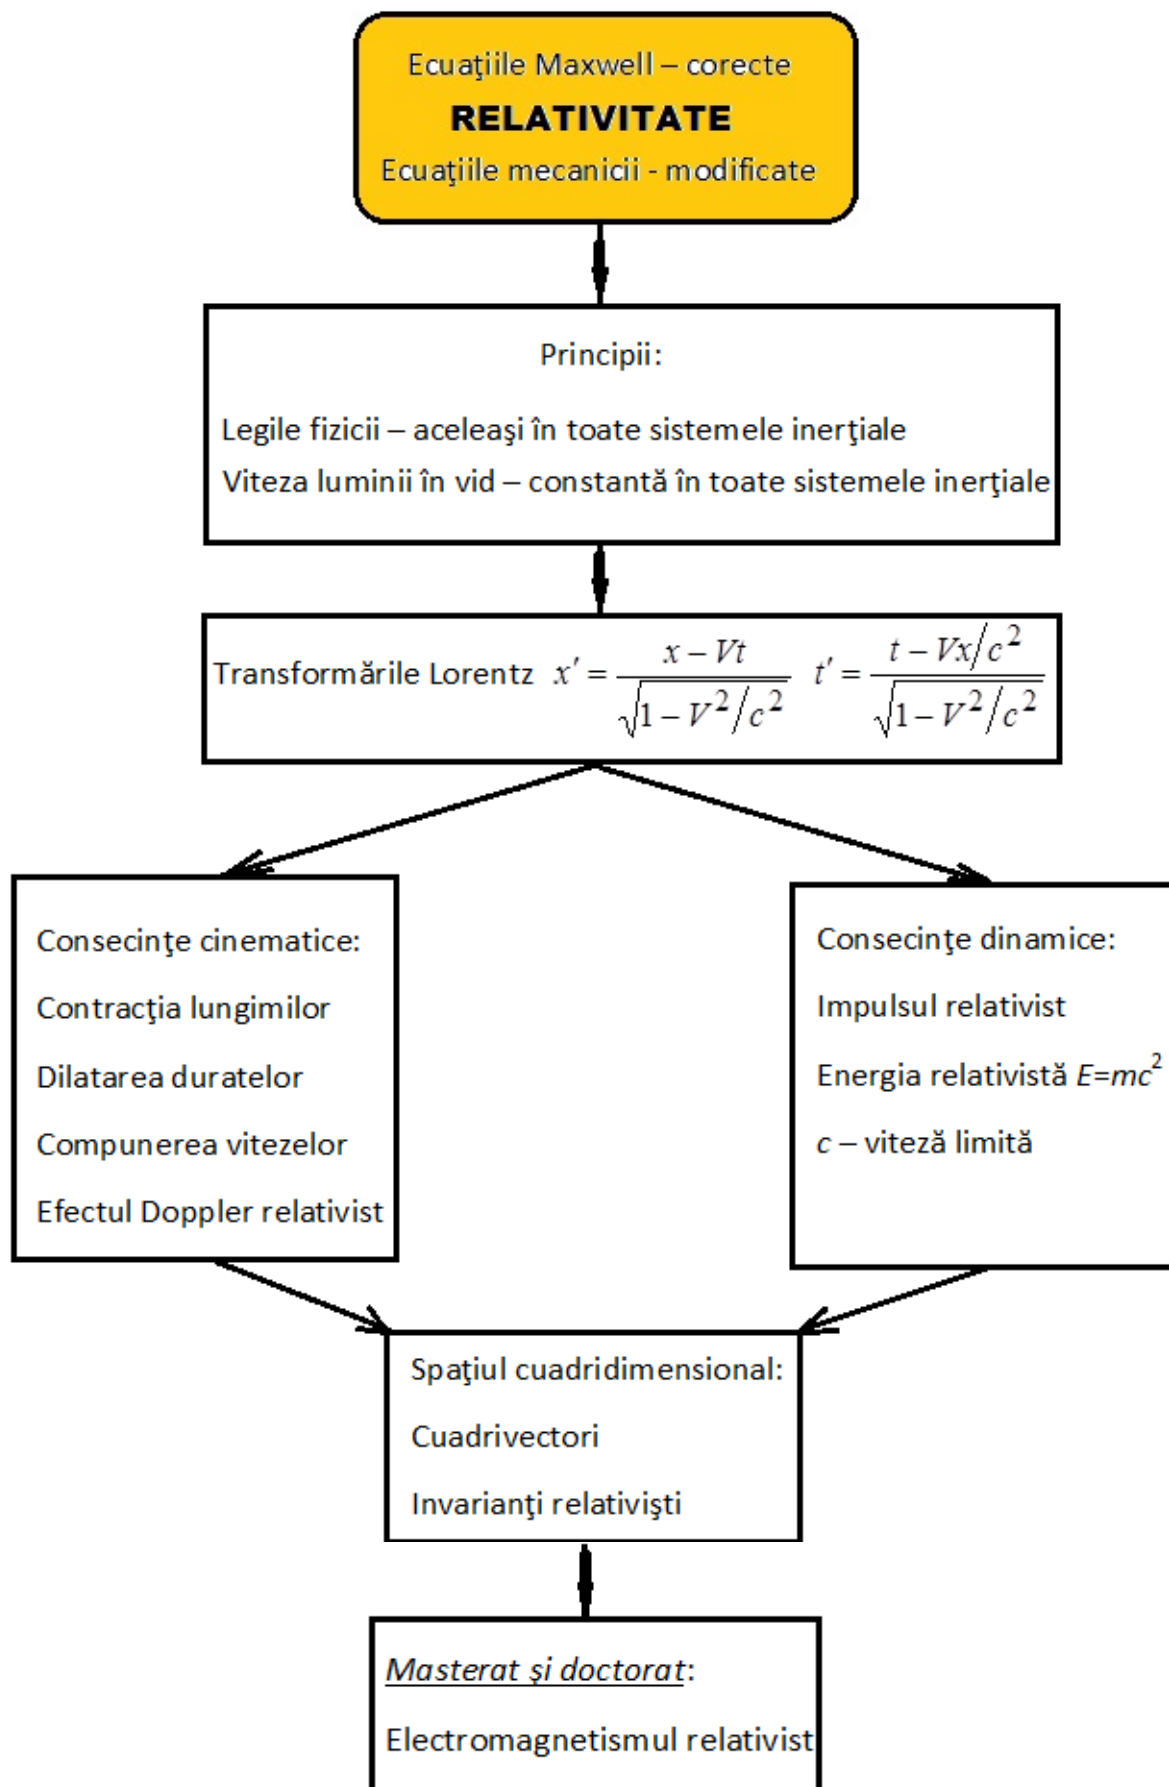 Ecuaţiile Maxwell – corecte
RELATIVITATE
Ecuaţiile mecanicii - modificate
Principii:
Legile fizicii – aceleaşi în toate sistemele inerţiale
Viteza luminii în vid – constantă în toate sistemele inerţiale
Transformările Lorentz x' = (x – Vt) / √(1 – V²/c²) t' = (t – Vx/c²) / √(1 – V²/c²)
Consecinţe cinematice:
Contracţia lungimilor
Dilatarea duratelor
Compunerea vitezelor
Efectul Doppler relativist
Consecinţe dinamice:
Impulsul relativist
Energia relativistă E=mc²
c – viteză limită
Spaţiul cuadridimensional:
Cuadrivectori
Invarianţi relativişti
Masterat şi doctorat:
Electromagnetismul relativist